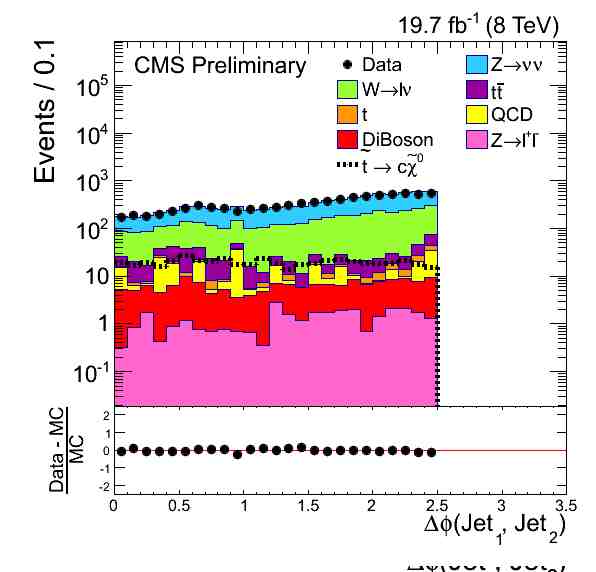 19.7 fb⁻¹ (8 TeV)
Events / 0.1
CMS Preliminary
Data
Z→νν
W→lν
tt̄
t
QCD
DiBoson
Z→l⁺l⁻
t̃ → cχ̃⁰
10⁵
10⁴
10³
10²
10
1
10⁻¹
Data - MC
MC
2
1
0
-1
-2
0 0.5 1 1.5 2 2.5 3 3.5
Δϕ(Jet₁, Jet₂)